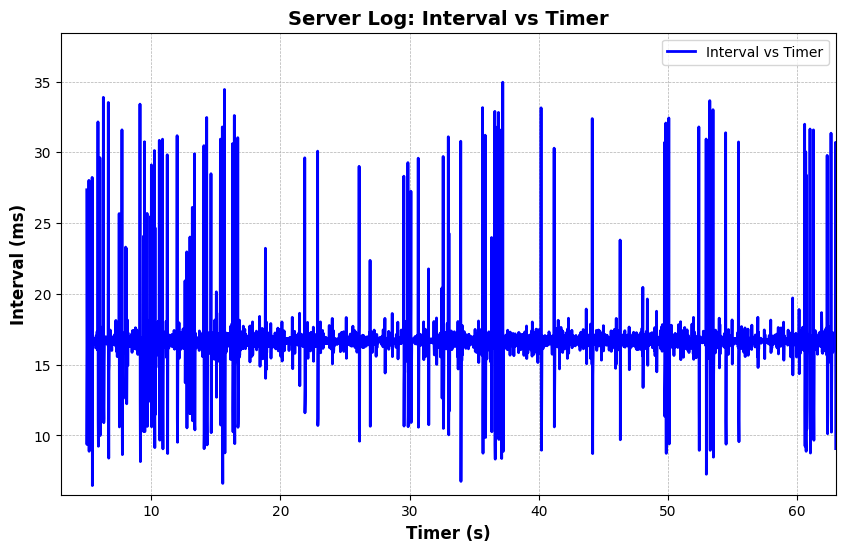 Server Log: Interval vs Timer
Interval vs Timer
35
30
25
20
15
10
Interval (ms)
10 20 30 40 50 60
Timer (s)